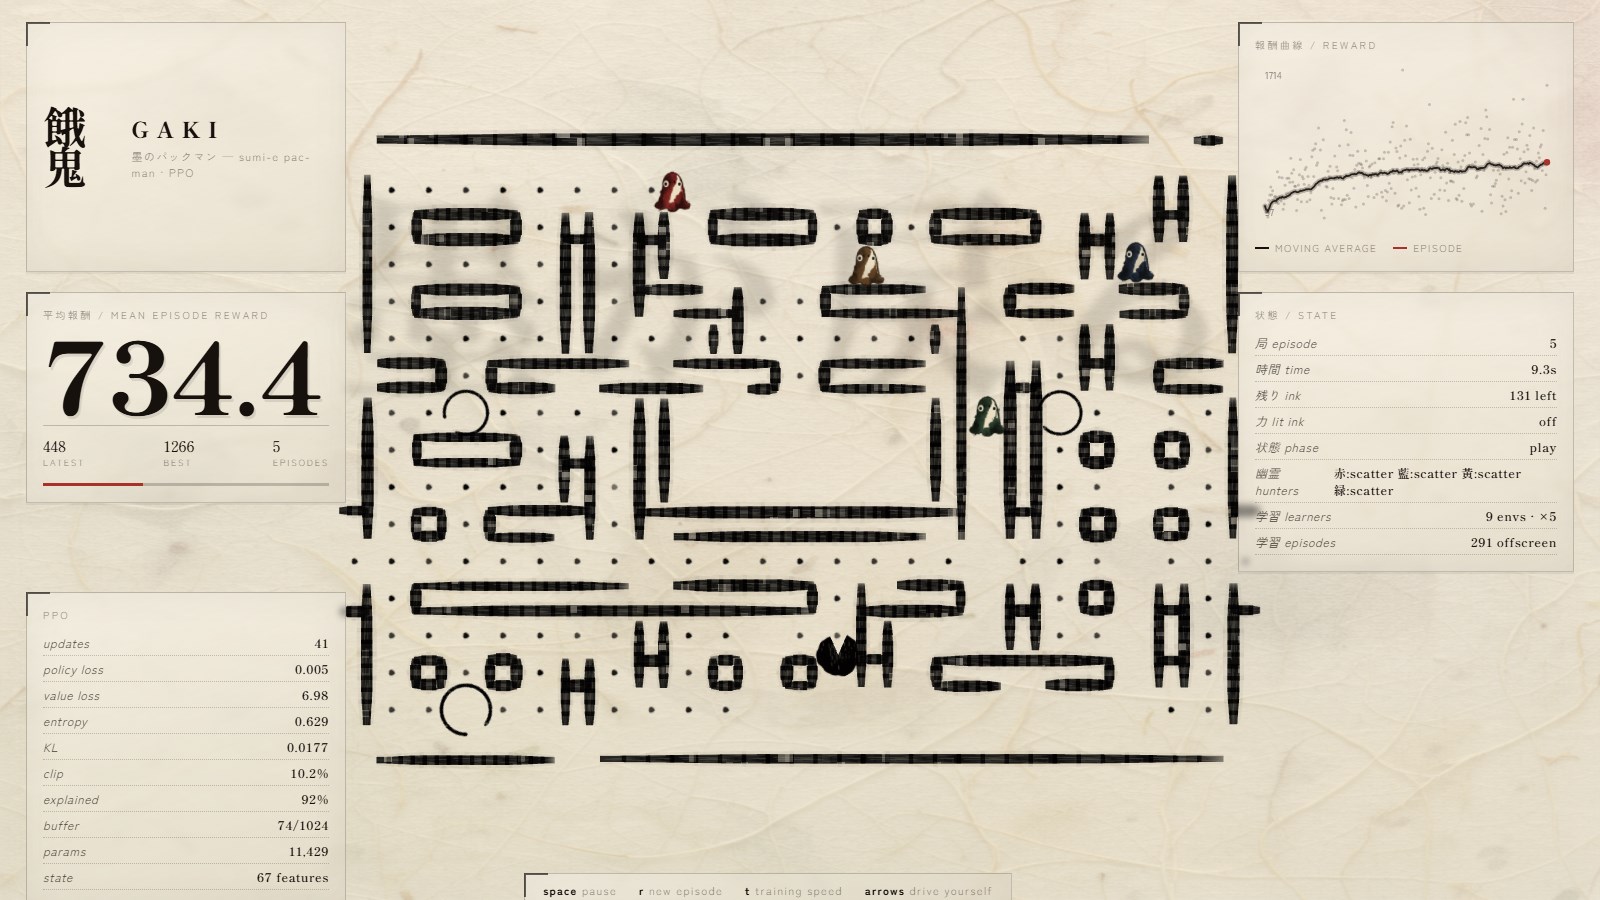 餓鬼
GAKI
墨のパックマン — sumi-e pac-
man · PPO
平均報酬 / MEAN EPISODE REWARD
734.4
448 1266 5
LATEST BEST EPISODES
PPO
updates 41
policy loss 0.005
value loss 6.98
entropy 0.629
KL 0.0177
clip 10.2%
explained 92%
buffer 74/1024
params 11,429
state 67 features
報酬曲線 / REWARD
1714
MOVING AVERAGE EPISODE
状態 / STATE
局 episode 5
時間 time 9.3s
残り ink 131 left
力 lit ink off
状態 phase play
幽霊 hunters 赤:scatter 藍:scatter 黄:scatter
緑:scatter
学習 learners 9 envs · ×5
学習 episodes 291 offscreen
space pause r new episode t training speed arrows drive yourself